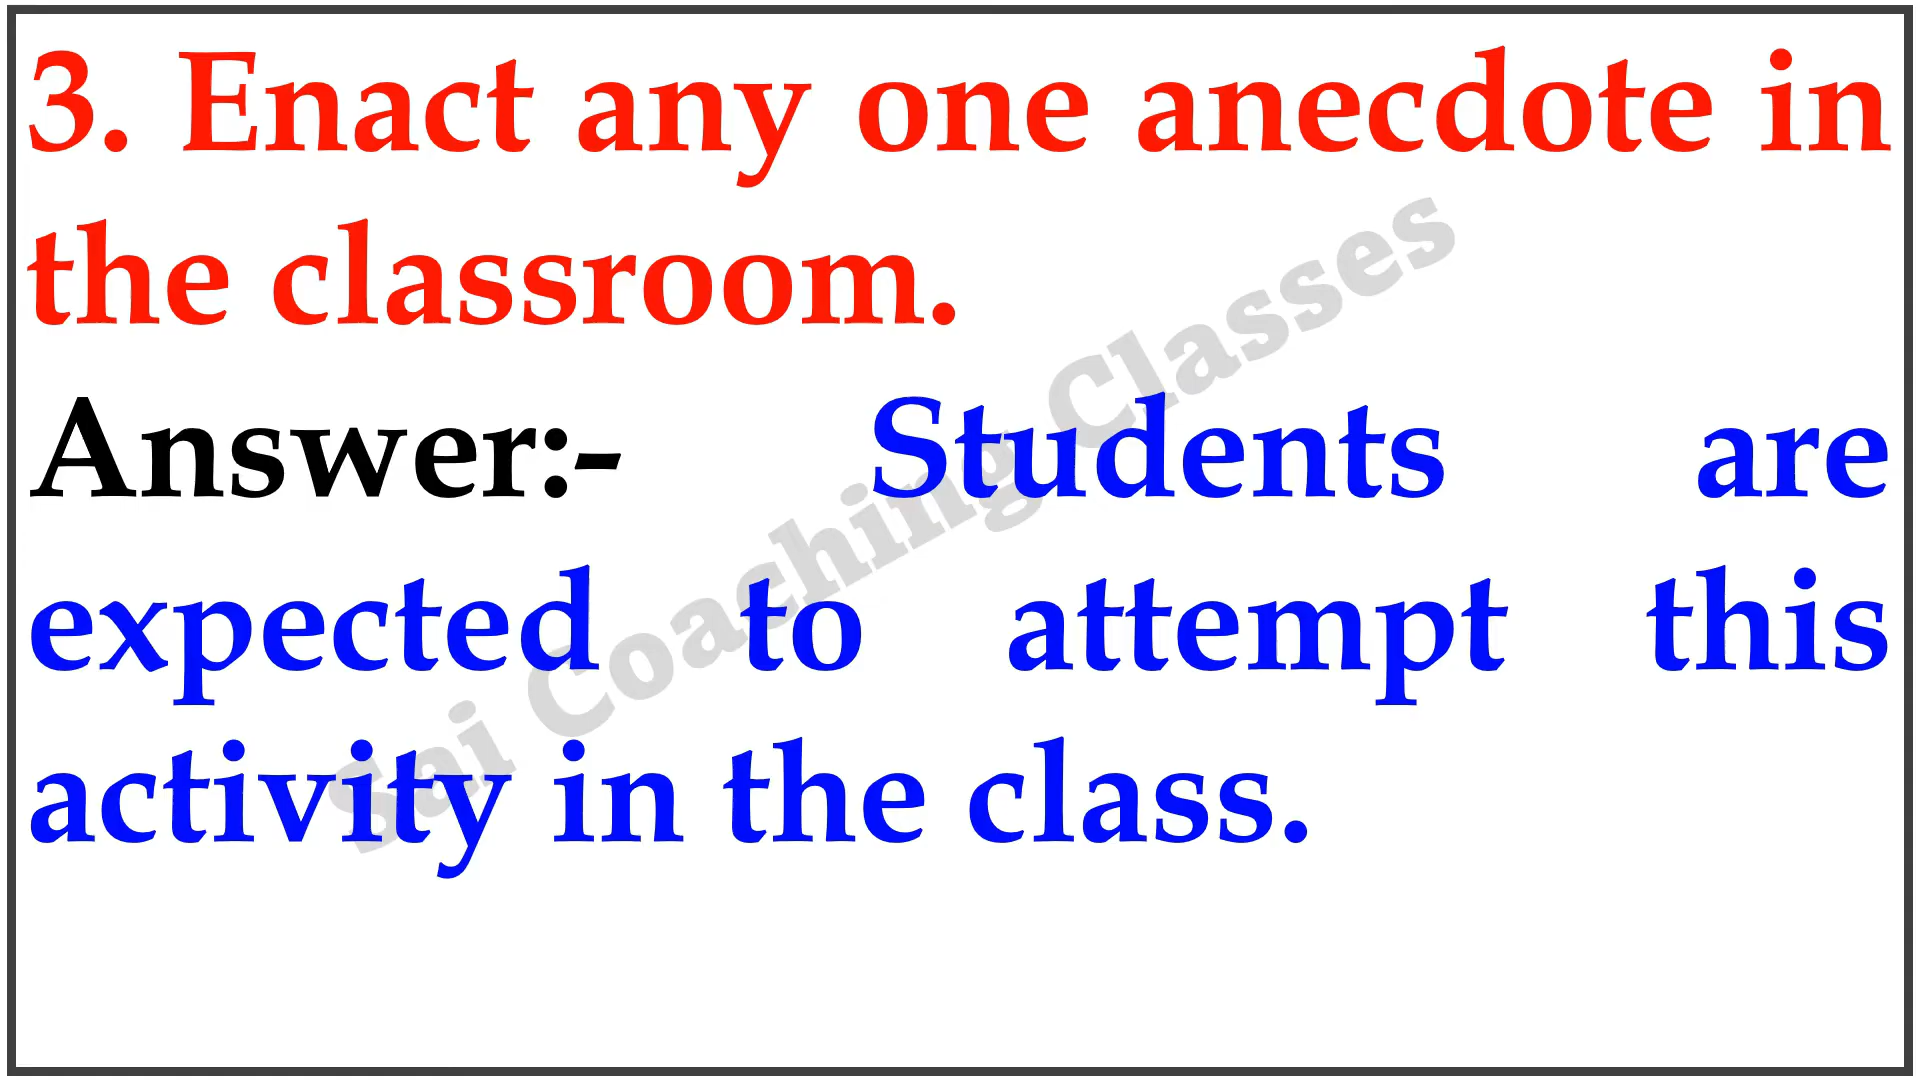 3. Enact any one anecdote in
the classroom.
Answer:- Students are
expected to attempt this
activity in the class.
Sai Coaching Classes